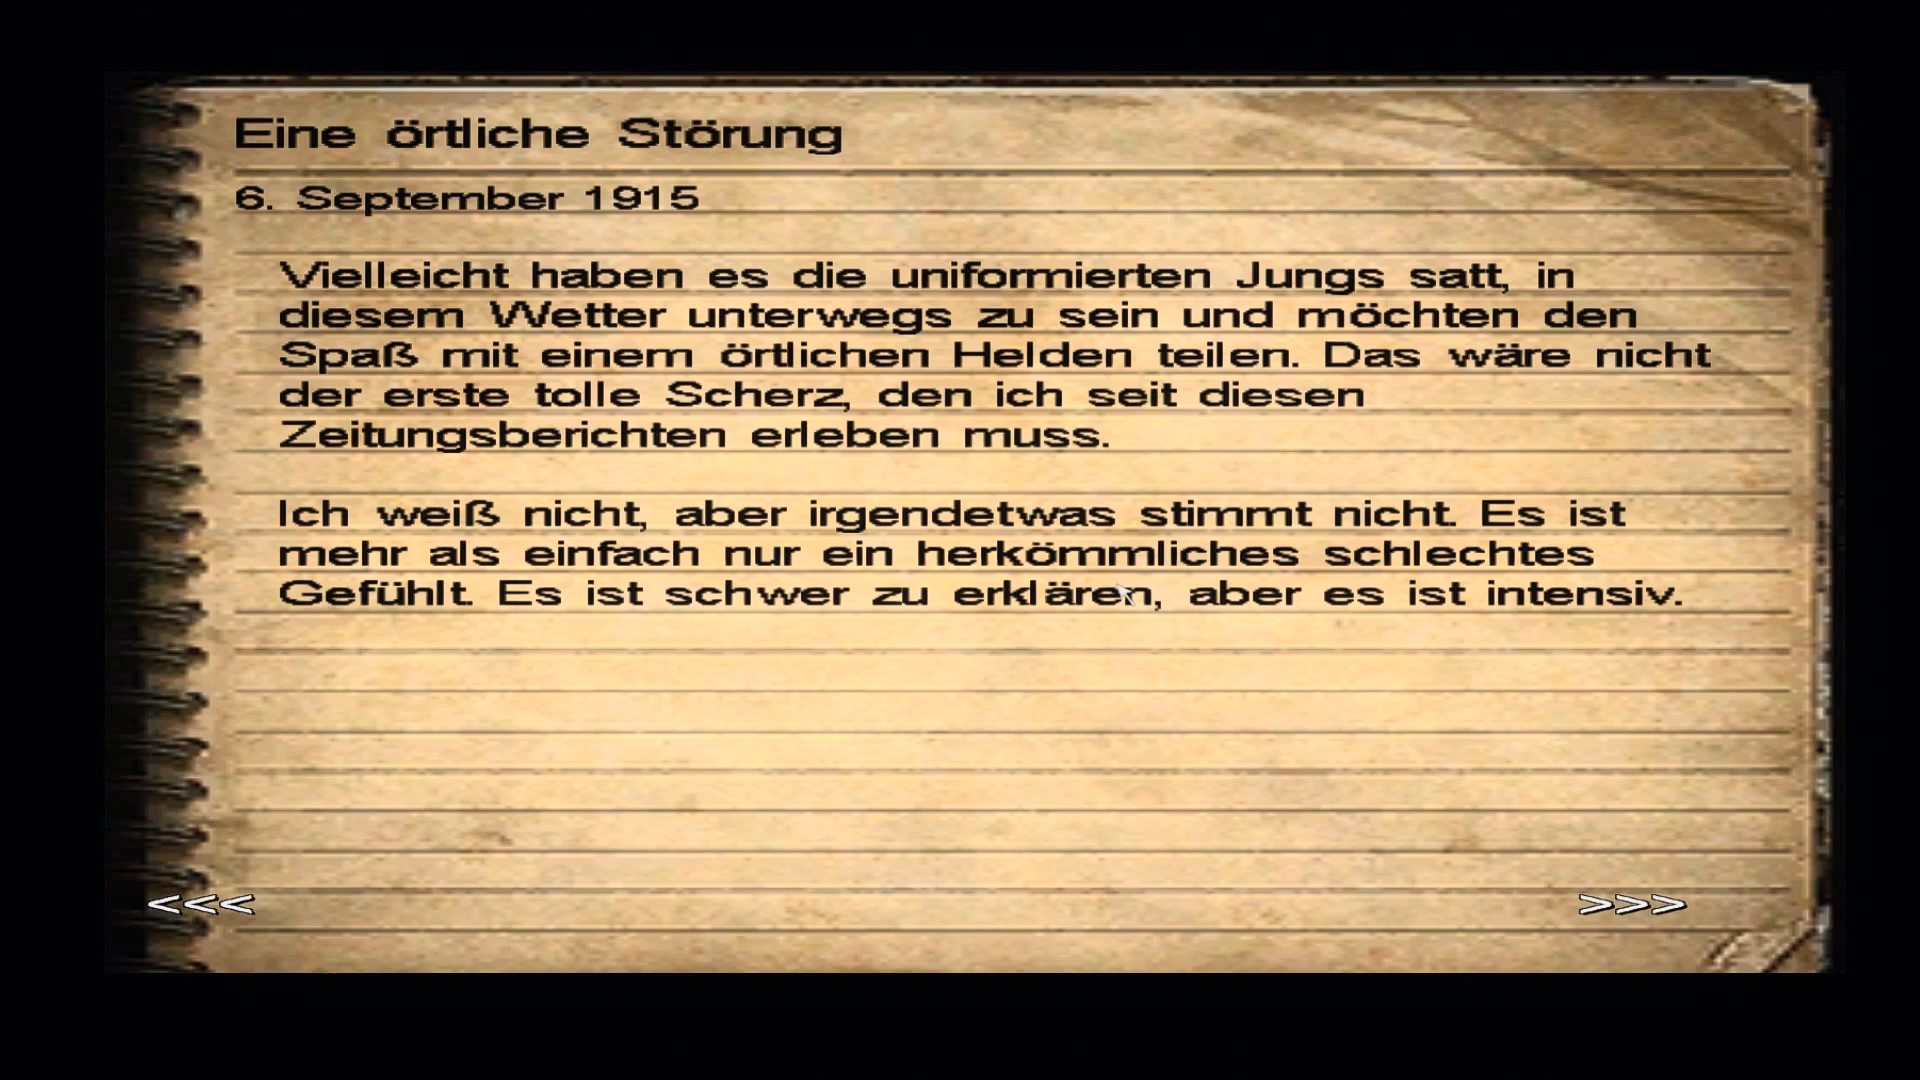 Eine örtliche Störung
6. September 1915
Vielleicht haben es die uniformierten Jungs satt, in
diesem Wetter unterwegs zu sein und möchten den
Spaß mit einem örtlichen Helden teilen. Das wäre nicht
der erste tolle Scherz, den ich seit diesen
Zeitungsberichten erleben muss.
Ich weiß nicht, aber irgendetwas stimmt nicht. Es ist
mehr als einfach nur ein herkömmliches schlechtes
Gefühlt. Es ist schwer zu erklären, aber es ist intensiv.
<<< >>>